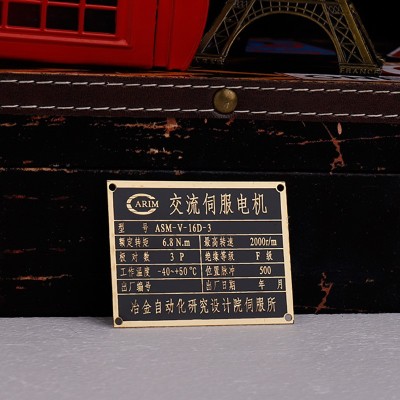 FRANCE
CARIM 交流伺服电机
型 号 ASM-V-16D-3
额定转矩 6.8 N.m 最高转速 2000r/m
极对数 3 P 绝缘等级 F 级
工作温度 -40~+50℃ 位置脉冲 500
出厂编号 出厂日期 年 月
冶金自动化研究设计院伺服所